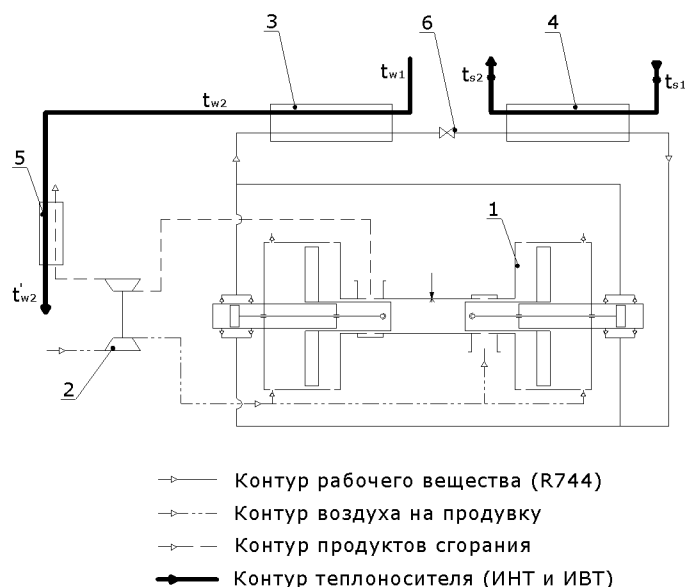 3
6
4
tw1
ts2
ts1
tw2
5
1
t'w2
2
Контур рабочего вещества (R744)
Контур воздуха на продувку
Контур продуктов сгорания
Контур теплоносителя (ИНТ и ИВТ)